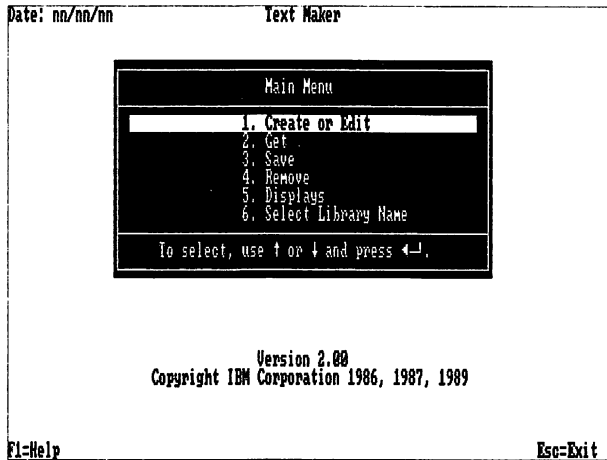 Date: nn/nn/nn Text Maker
Main Menu
1. Create or Edit
2. Get
3. Save
4. Remove
5. Displays
6. Select Library Name
To select, use ↑ or ↓ and press ◄─┘.
Version 2.00
Copyright IBM Corporation 1986, 1987, 1989
F1=Help Esc=Exit